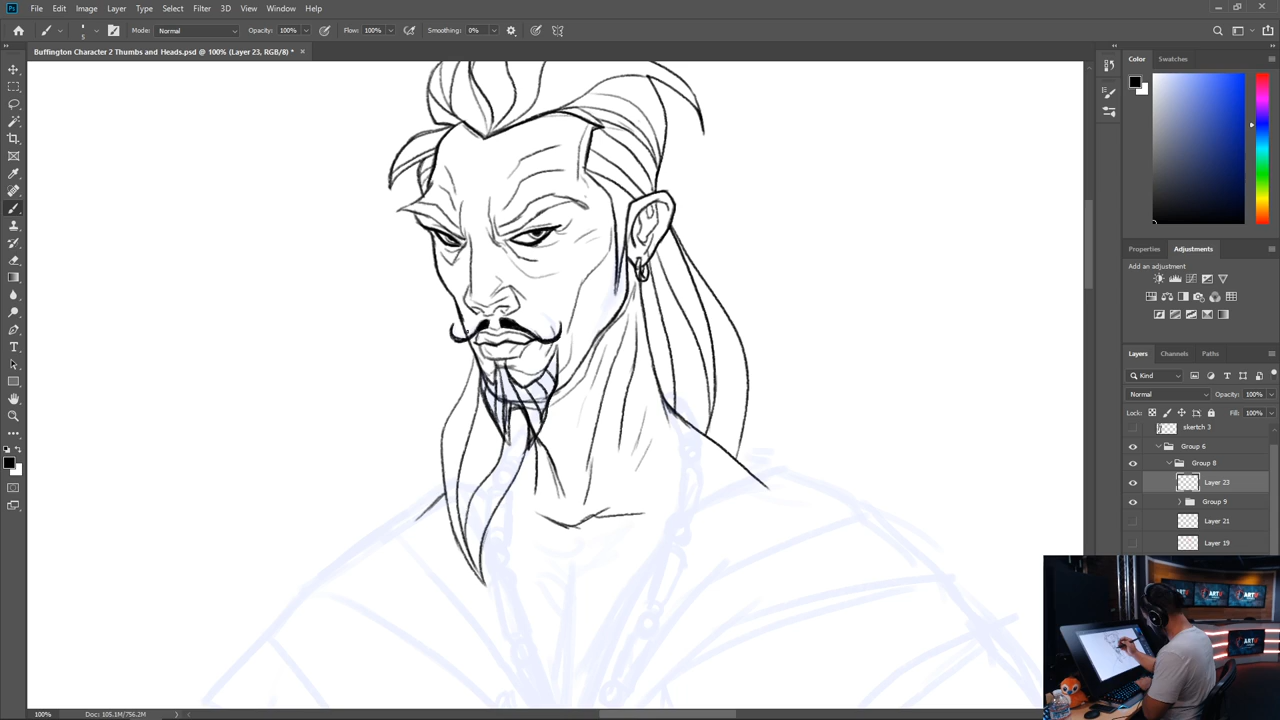 Ps File Edit Image Layer Type Select Filter 3D View Window Help
5 Mode: Normal Opacity: 100% Flow: 100% Smoothing: 0%
Buffington Character 2 Thumbs and Heads.psd @ 100% (Layer 23, RGB/8) *
Color Swatches
Properties Adjustments
Add an adjustment
Layers Channels Paths
Kind
Normal Opacity: 100%
Lock: Fill: 100%
skertch 3
Group 6
Group 8
Layer 23
Group 9
Layer 21
Layer 19
100% Doc: 105.1M/756.2M